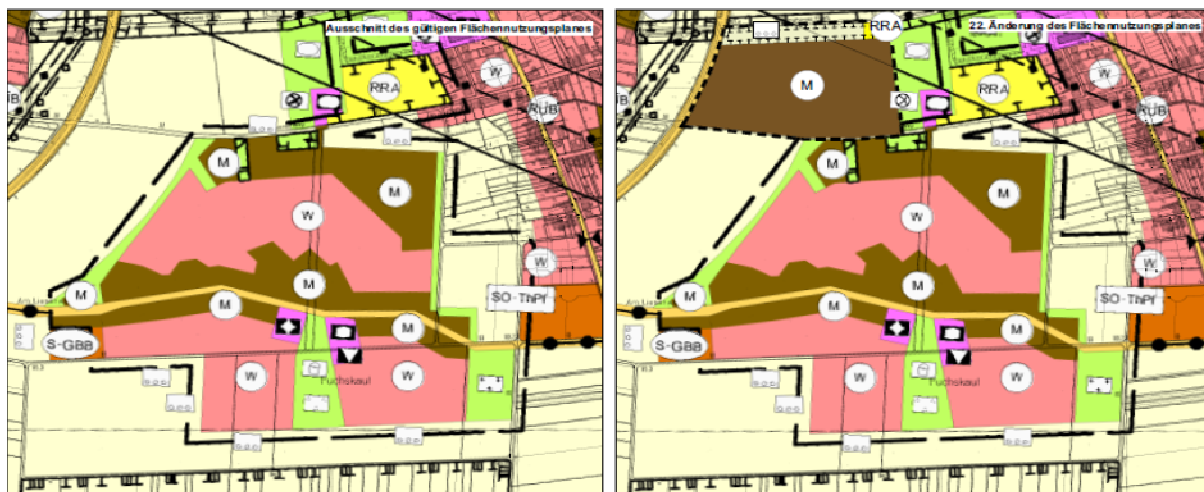 Ausschnitt des gültigen Flächennutzungsplanes
W
RRA
RÜB
M
M
W
W
M
M
M
SO-ThPf
S-GBB
M
W
Fuchskaul
W
22. Änderung des Flächennutzungsplanes
RRA
W
M
RRA
RÜB
M
M
W
W
M
M
M
SO-ThPf
S-GBB
M
W
Fuchskaul
W